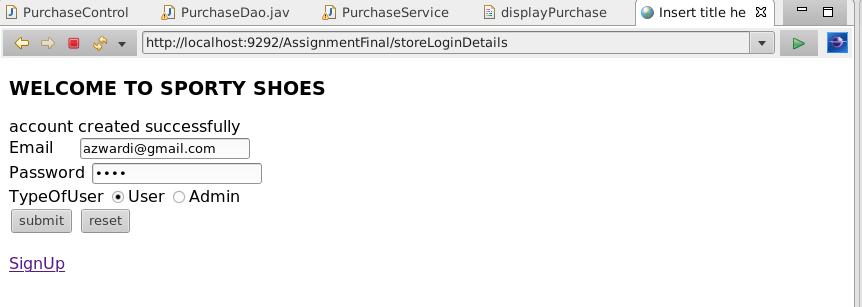 PurchaseControl PurchaseDao.jav PurchaseService displayPurchase Insert title he
http://localhost:9292/AssignmentFinal/storeLoginDetails
WELCOME TO SPORTY SHOES
account created successfully
Email azwardi@gmail.com
Password ••••
TypeOfUser User Admin
submit reset
SignUp